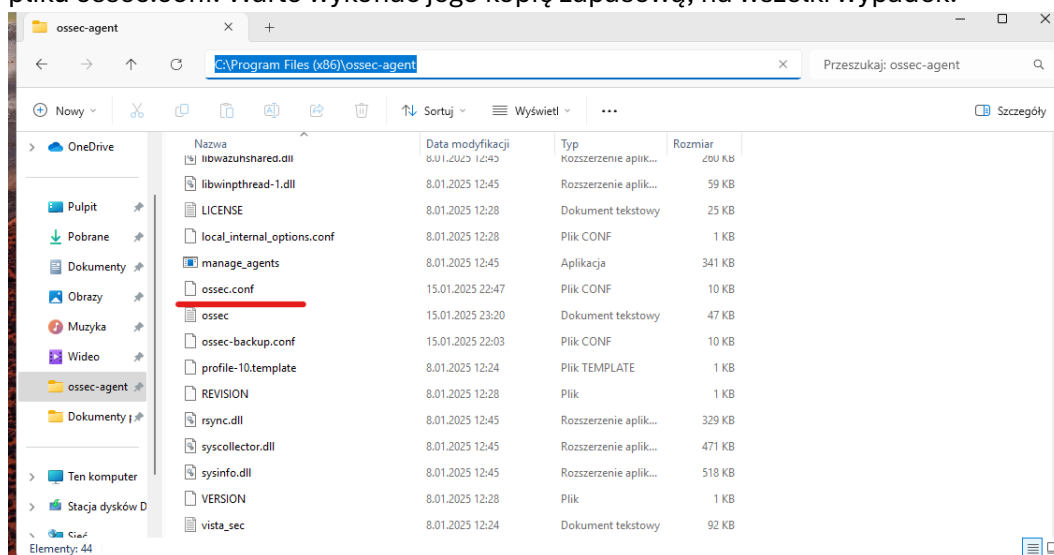 pliku ossec.conf. Warto wykonać jego kopię zapasową, na wszelki wypadek.
ossec-agent
C:\Program Files (x86)\ossec-agent
Przeszukaj: ossec-agent
Nowy
Sortuj
Wyświetl
Szczegóły
Nazwa Data modyfikacji Typ Rozmiar
libwazuhshared.dll 8.01.2025 12:45 Rozszerzenie aplik... 260 KB
libwinpthread-1.dll 8.01.2025 12:45 Rozszerzenie aplik... 59 KB
LICENSE 8.01.2025 12:28 Dokument tekstowy 25 KB
local_internal_options.conf 8.01.2025 12:28 Plik CONF 1 KB
manage_agents 8.01.2025 12:45 Aplikacja 341 KB
ossec.conf 15.01.2025 22:47 Plik CONF 10 KB
ossec 15.01.2025 23:20 Dokument tekstowy 47 KB
ossec-backup.conf 15.01.2025 22:03 Plik CONF 10 KB
profile-10.template 8.01.2025 12:24 Plik TEMPLATE 1 KB
REVISION 8.01.2025 12:28 Plik 1 KB
rsync.dll 8.01.2025 12:45 Rozszerzenie aplik... 329 KB
syscollector.dll 8.01.2025 12:45 Rozszerzenie aplik... 471 KB
sysinfo.dll 8.01.2025 12:45 Rozszerzenie aplik... 518 KB
VERSION 8.01.2025 12:28 Plik 1 KB
vista_sec 8.01.2025 12:24 Dokument tekstowy 92 KB
OneDrive
Pulpit
Pobrane
Dokumenty
Obrazy
Muzyka
Wideo
ossec-agent
Dokumenty p
Ten komputer
Stacja dysków D
Sieć
Elementy: 44